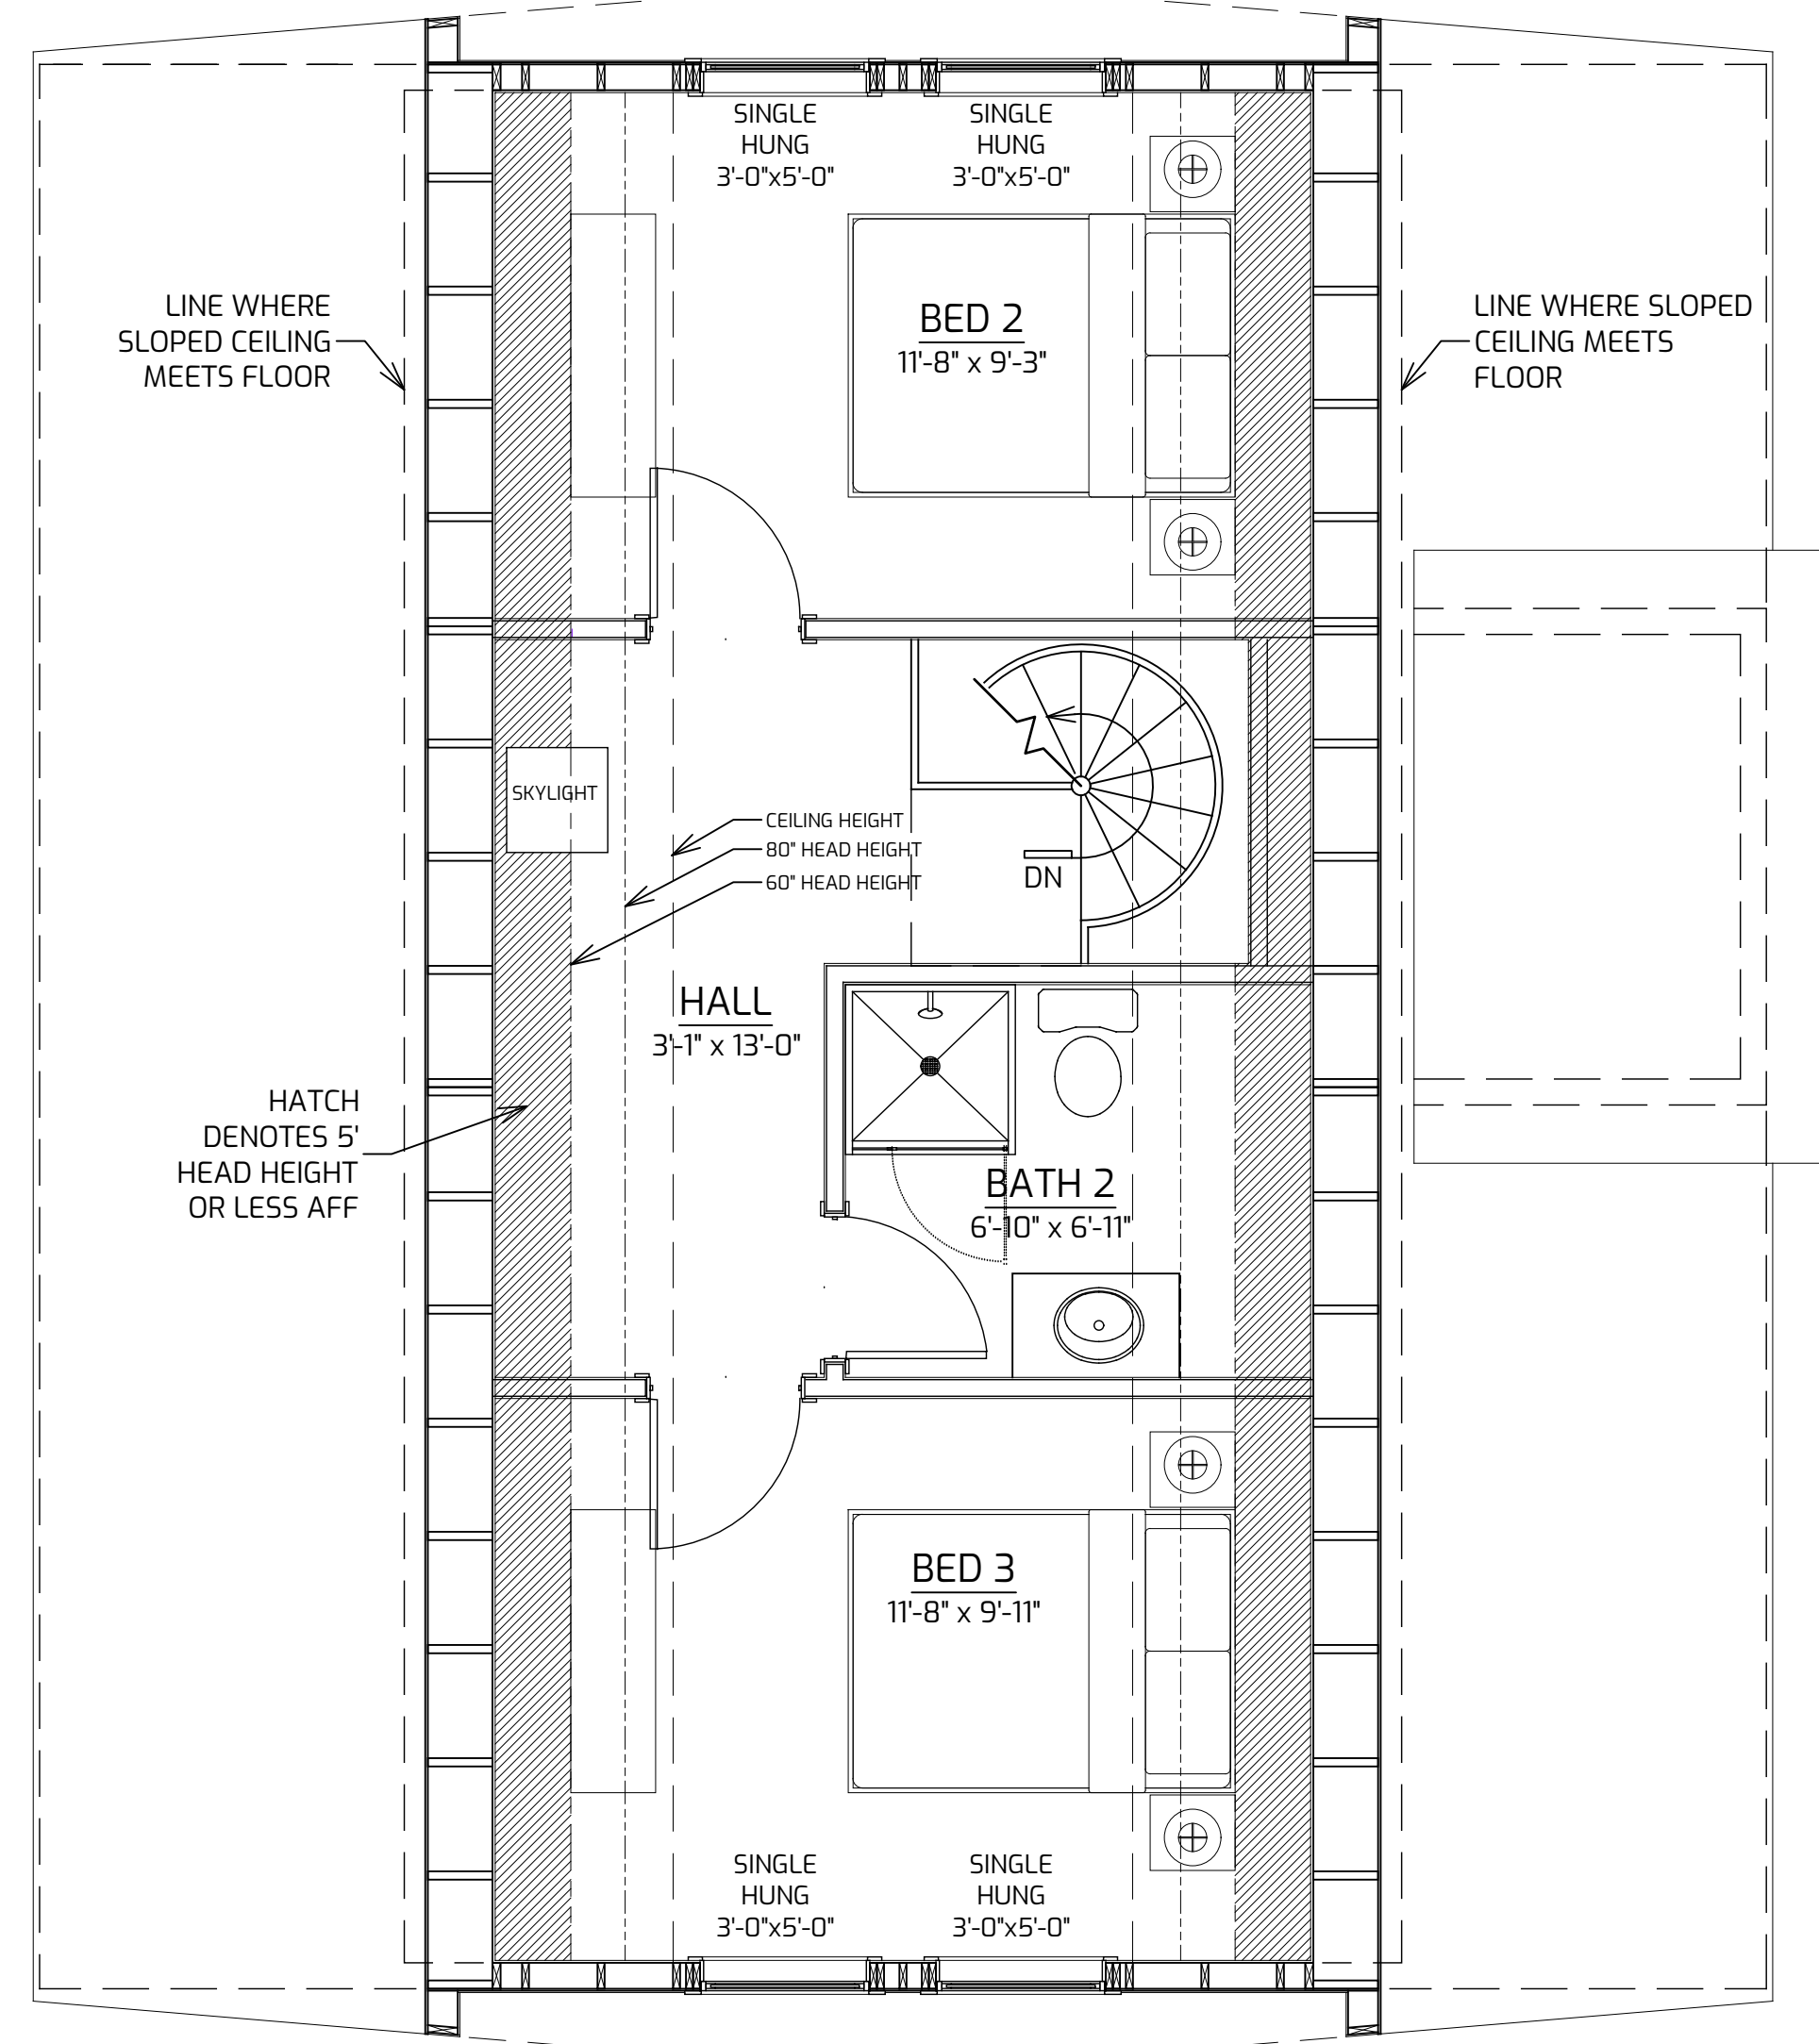 SINGLE
HUNG
3'-0"x5'-0"
SINGLE
HUNG
3'-0"x5'-0"
LINE WHERE
SLOPED CEILING
MEETS FLOOR
BED 2
11'-8" x 9'-3"
LINE WHERE SLOPED
CEILING MEETS
FLOOR
SKYLIGHT
CEILING HEIGHT
80" HEAD HEIGHT
60" HEAD HEIGHT
DN
HALL
3'-1" x 13'-0"
HATCH
DENOTES 5'
HEAD HEIGHT
OR LESS AFF
BATH 2
6'-10" x 6'-11"
BED 3
11'-8" x 9'-11"
SINGLE
HUNG
3'-0"x5'-0"
SINGLE
HUNG
3'-0"x5'-0"